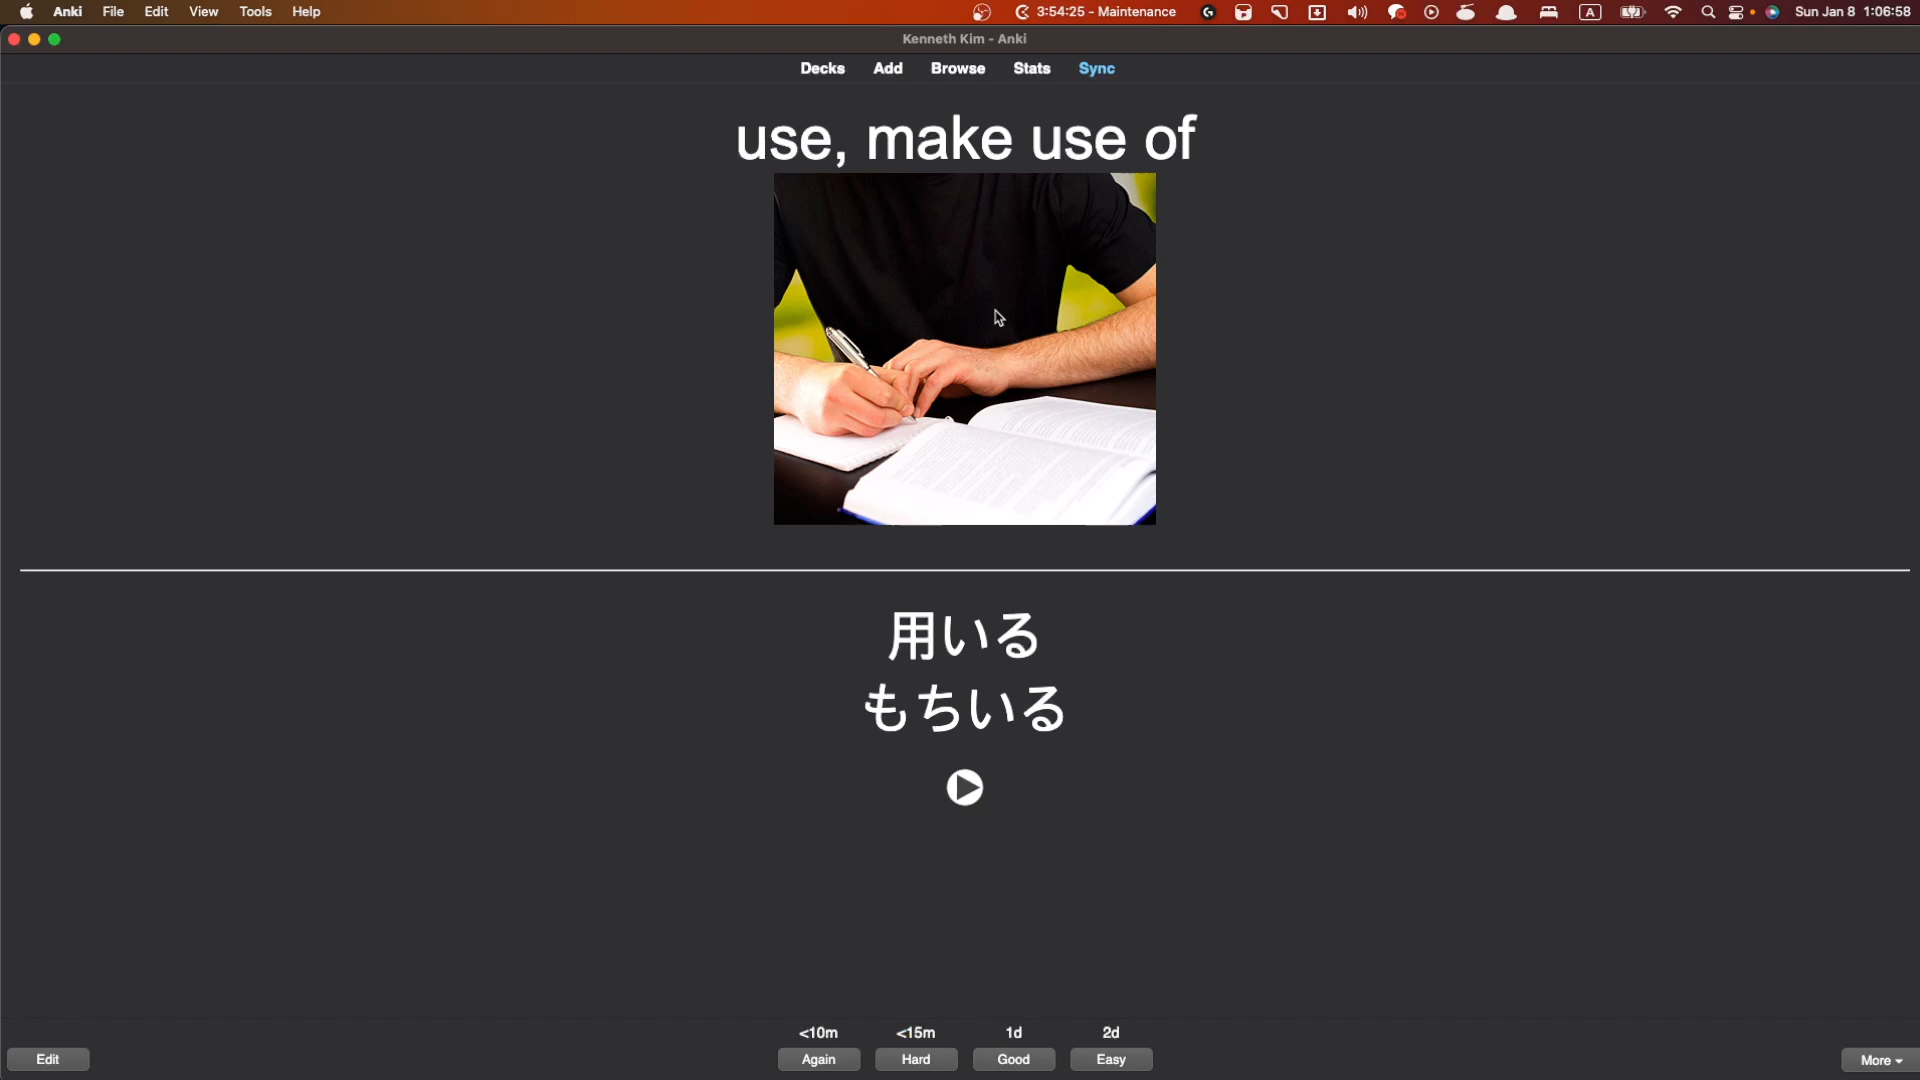 Anki File Edit View Tools Help 3:54:25 - Maintenance A Sun Jan 8 1:06:58
Kenneth Kim - Anki
Decks Add Browse Stats Sync
use, make use of
用いる
もちいる
<10m <15m 1d 2d
Edit Again Hard Good Easy More